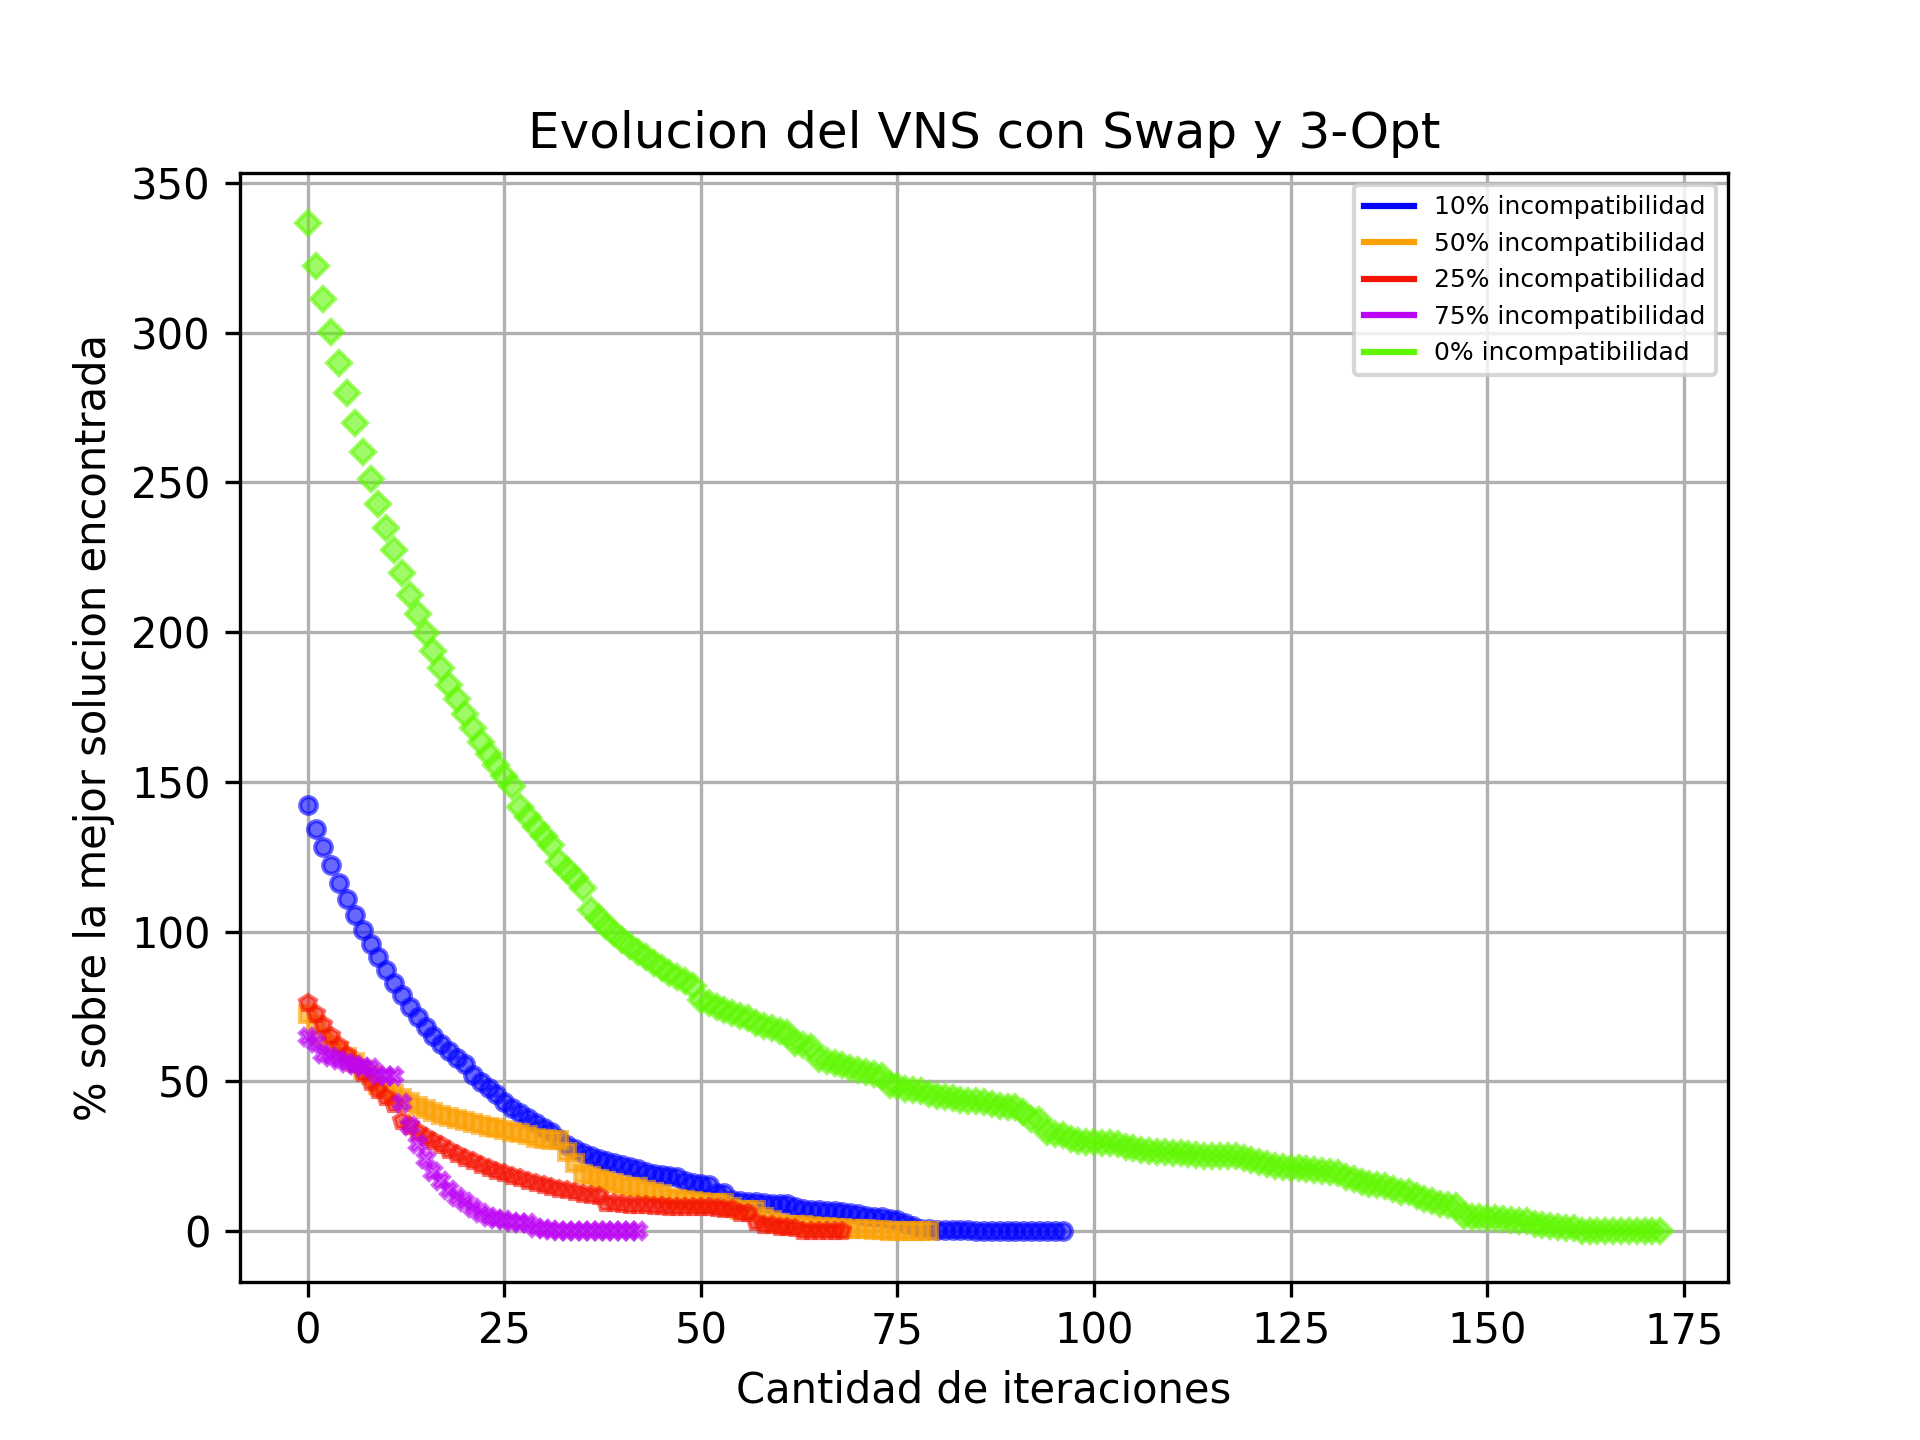 Evolucion del VNS con Swap y 3-Opt
350
300
250
200
150
100
50
0
% sobre la mejor solucion encontrada
10% incompatibilidad
50% incompatibilidad
25% incompatibilidad
75% incompatibilidad
0% incompatibilidad
0 25 50 75 100 125 150 175
Cantidad de iteraciones